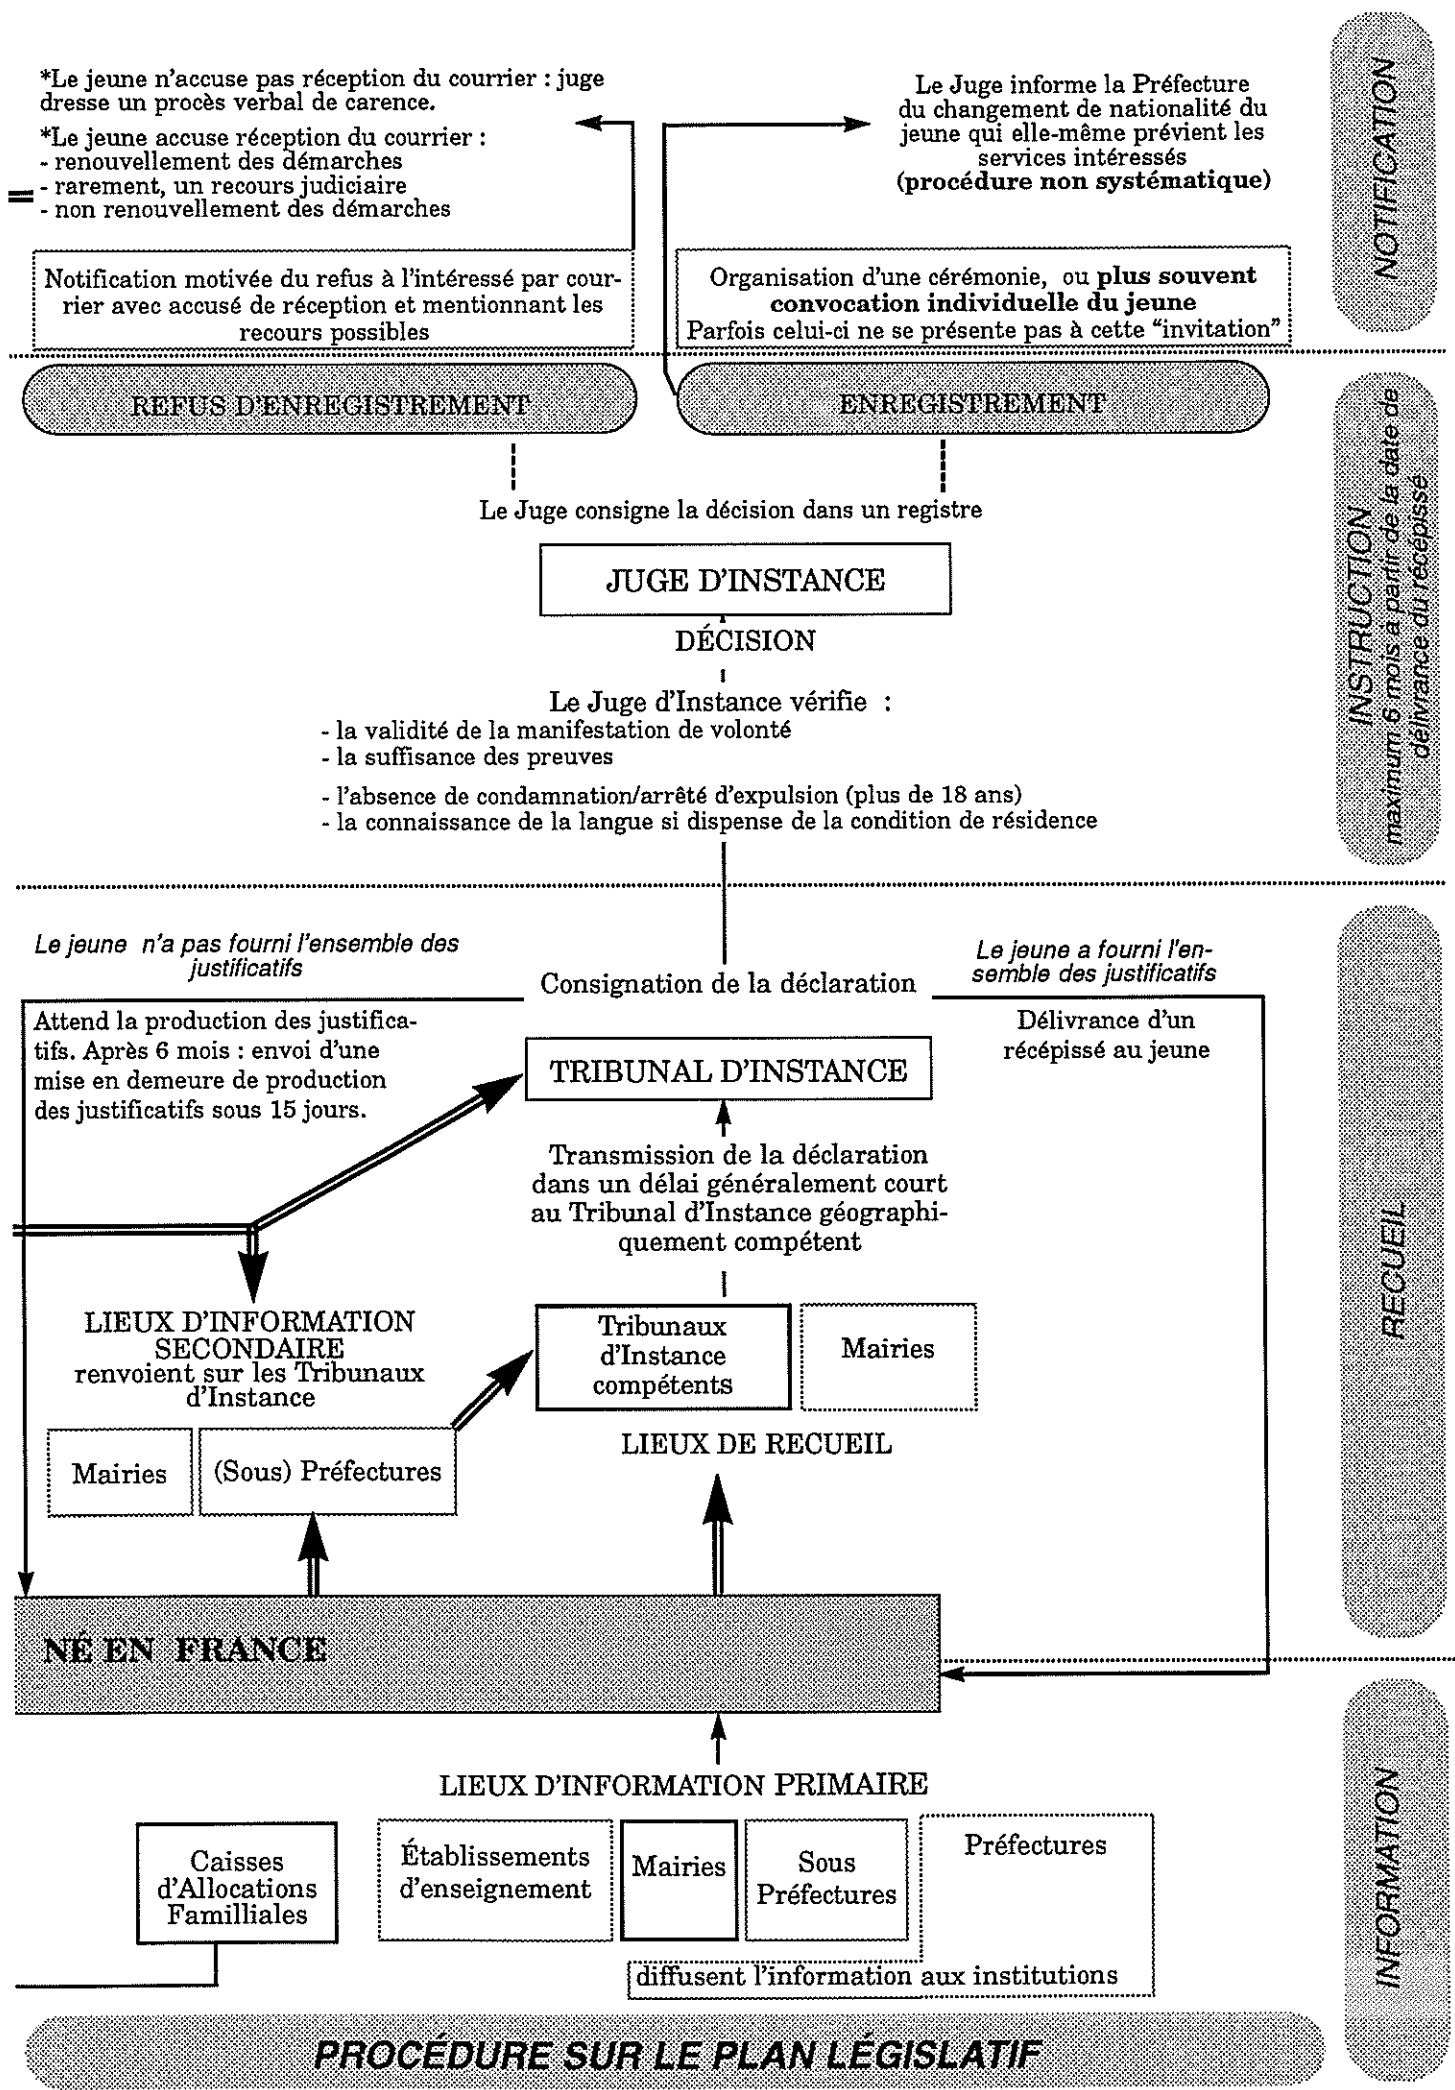 *Le jeune n'accuse pas réception du courrier : juge
dresse un procès verbal de carence.
*Le jeune accuse réception du courrier :
- renouvellement des démarches
- rarement, un recours judiciaire
- non renouvellement des démarches
Le Juge informe la Préfecture
du changement de nationalité du
jeune qui elle-même prévient les
services intéressés
(procédure non systématique)
NOTIFICATION
Notification motivée du refus à l'intéressé par cour-
rier avec accusé de réception et mentionnant les
recours possibles
Organisation d'une cérémonie, ou plus souvent
convocation individuelle du jeune
Parfois celui-ci ne se présente pas à cette “invitation”
REFUS D'ENREGISTREMENT
ENREGISTREMENT
Le Juge consigne la décision dans un registre
JUGE D'INSTANCE
DÉCISION
Le Juge d'Instance vérifie :
- la validité de la manifestation de volonté
- la suffisance des preuves
- l'absence de condamnation/arrêté d'expulsion (plus de 18 ans)
- la connaissance de la langue si dispense de la condition de résidence
INSTRUCTION
maximum 6 mois à partir de la date de
délivrance du récépissé
Le jeune n'a pas fourni l'ensemble des
justificatifs
Le jeune a fourni l'en-
semble des justificatifs
Consignation de la déclaration
Attend la production des justifica-
tifs. Après 6 mois : envoi d'une
mise en demeure de production
des justificatifs sous 15 jours.
Délivrance d'un
récépissé au jeune
TRIBUNAL D'INSTANCE
Transmission de la déclaration
dans un délai généralement court
au Tribunal d'Instance géographi-
quement compétent
LIEUX D'INFORMATION
SECONDAIRE
renvoient sur les Tribunaux
d'Instance
Tribunaux
d'Instance
compétents
Mairies
LIEUX DE RECUEIL
Mairies
(Sous) Préfectures
RECUEIL
NÉ EN FRANCE
LIEUX D'INFORMATION PRIMAIRE
Caisses
d'Allocations
Familliales
Établissements
d'enseignement
Mairies
Sous
Préfectures
Préfectures
diffusent l'information aux institutions
INFORMATION
PROCÉDURE SUR LE PLAN LÉGISLATIF